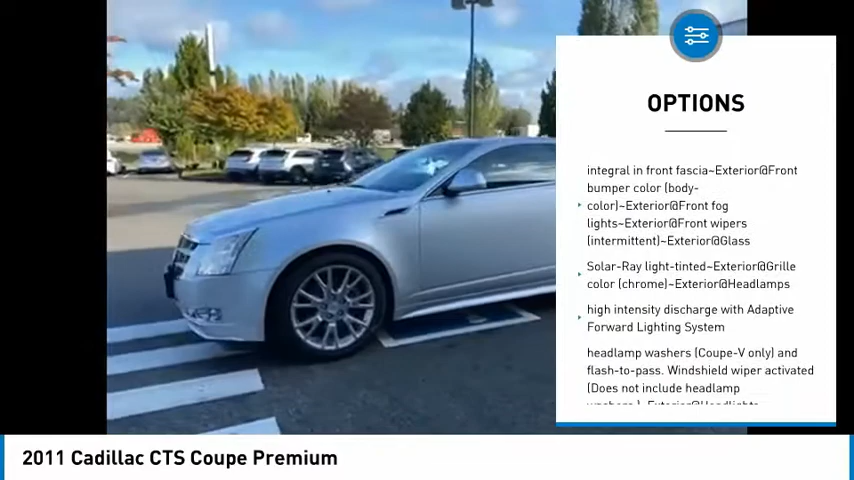 OPTIONS
integral in front fascia~Exterior@Front
bumper color (body-
color)~Exterior@Front fog
lights~Exterior@Front wipers
(intermittent)~Exterior@Glass
Solar-Ray light-tinted~Exterior@Grille
color (chrome)~Exterior@Headlamps
high intensity discharge with Adaptive
Forward Lighting System
headlamp washers (Coupe-V only) and
flash-to-pass. Windshield wiper activated
(Does not include headlamp
washers.)~Exterior@Headlights
2011 Cadillac CTS Coupe Premium